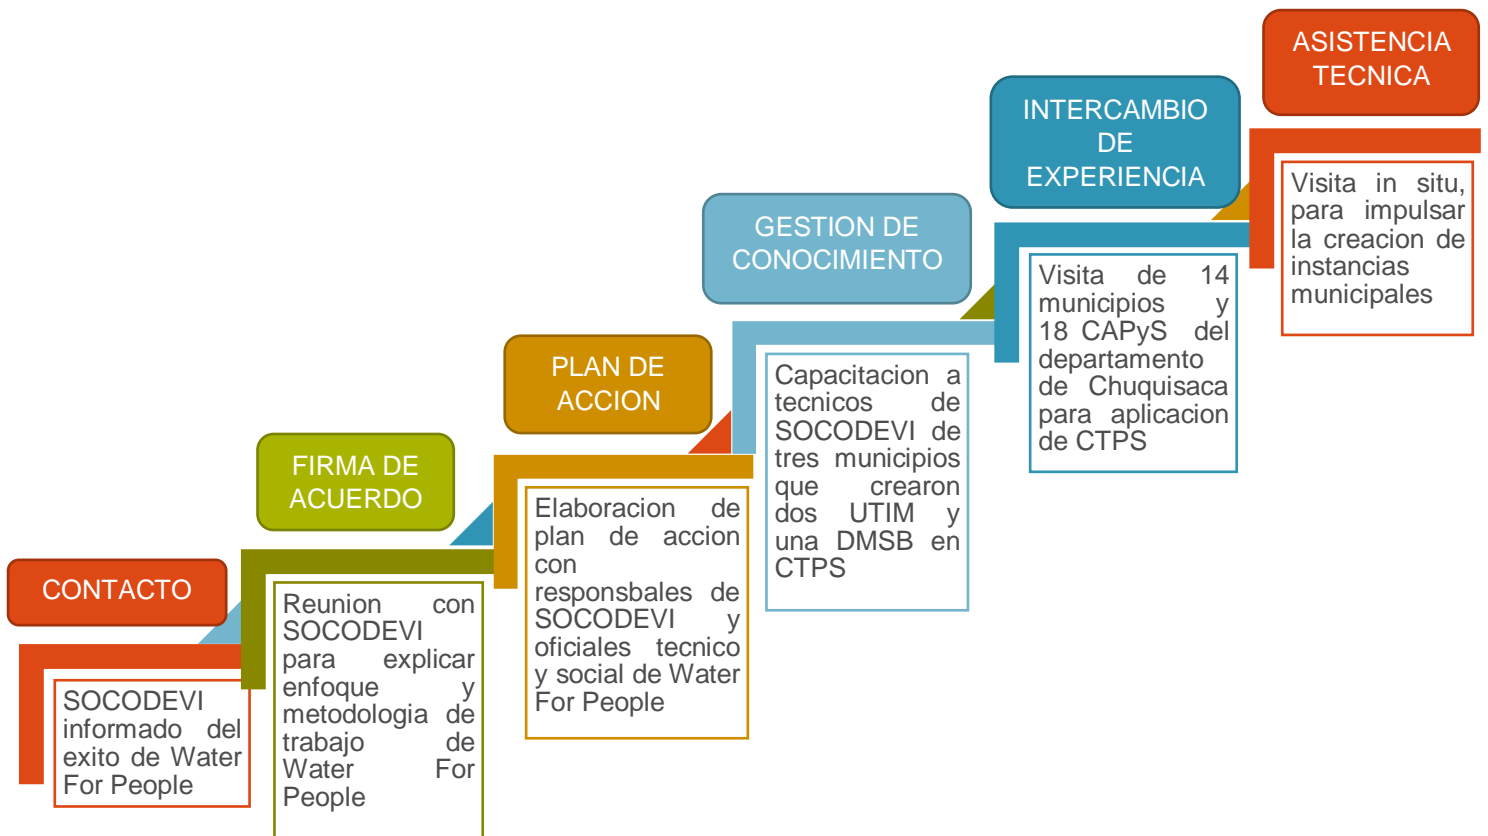 CONTACTO
SOCODEVI
informado del
exito de Water
For People
FIRMA DE
ACUERDO
Reunion con
SOCODEVI
para explicar
enfoque y
metodologia de
trabajo de
Water For
People
PLAN DE
ACCION
Elaboracion de
plan de accion
con
responsbales de
SOCODEVI y
oficiales tecnico
y social de Water
For People
GESTION DE
CONOCIMIENTO
Capacitacion a
tecnicos de
SOCODEVI de
tres municipios
que crearon
dos UTIM y
una DMSB en
CTPS
INTERCAMBIO
DE
EXPERIENCIA
Visita de 14
municipios y
18 CAPyS del
departamento
de Chuquisaca
para aplicacion
de CTPS
ASISTENCIA
TECNICA
Visita in situ,
para impulsar
la creacion de
instancias
municipales